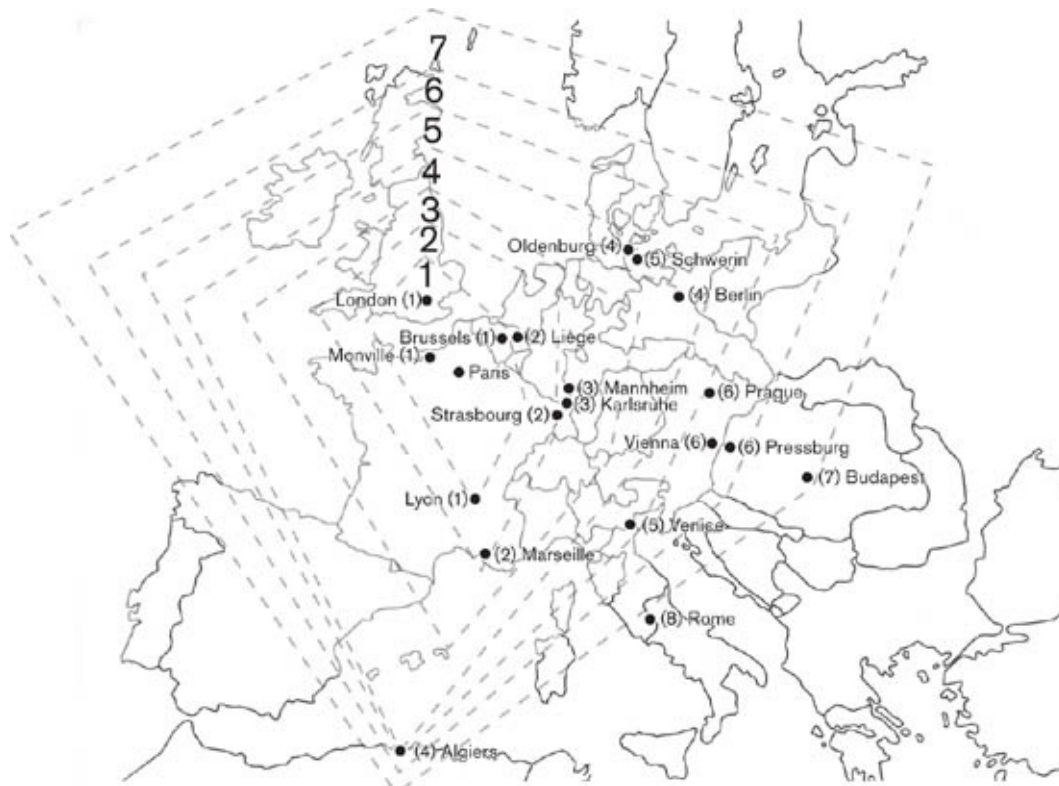 7
6
5
4
3
2
1
Oldenburg (4)
(5) Schwerin
London (1)
(4) Berlin
Brussels (1)
(2) Liège
Monville (1)
Paris
(3) Mannheim
(6) Prague
(3) Karlsruhe
Strasbourg (2)
Vienna (6)
(6) Pressburg
(7) Budapest
Lyon (1)
(5) Venice
(2) Marseille
(8) Rome
(4) Algiers